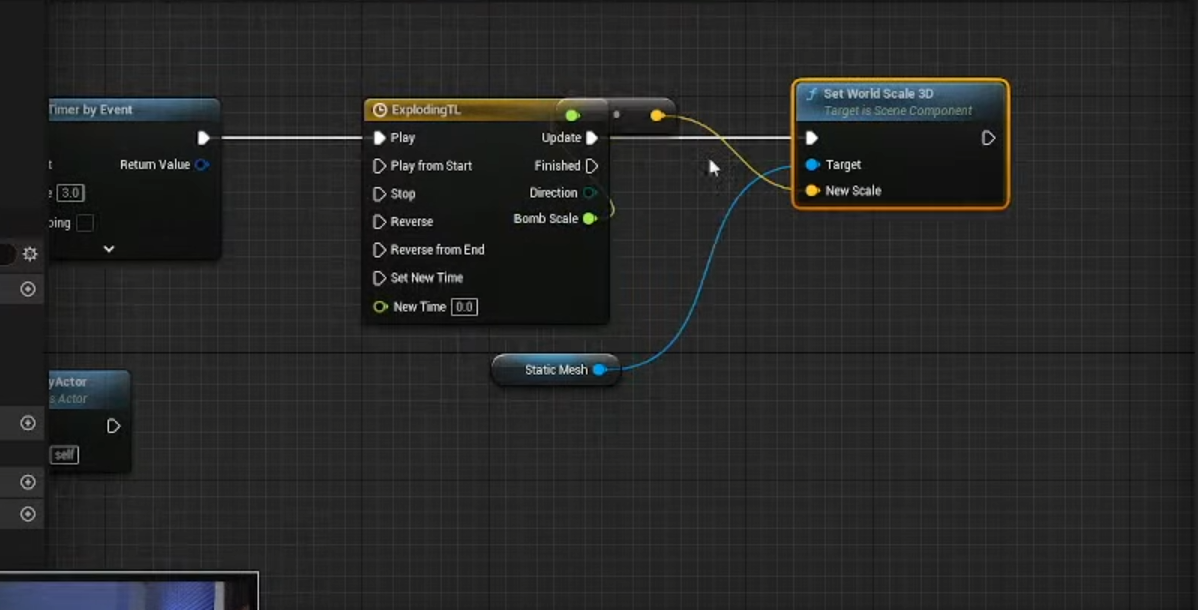 Timer by Event
Return Value
3.0
ExplodingTL
Play
Update
Play from Start
Finished
Stop
Direction
Reverse
Bomb Scale
Reverse from End
Set New Time
New Time 0.0
Set World Scale 3D
Target is Scene Component
Target
New Scale
Static Mesh
yActor
s Actor
self